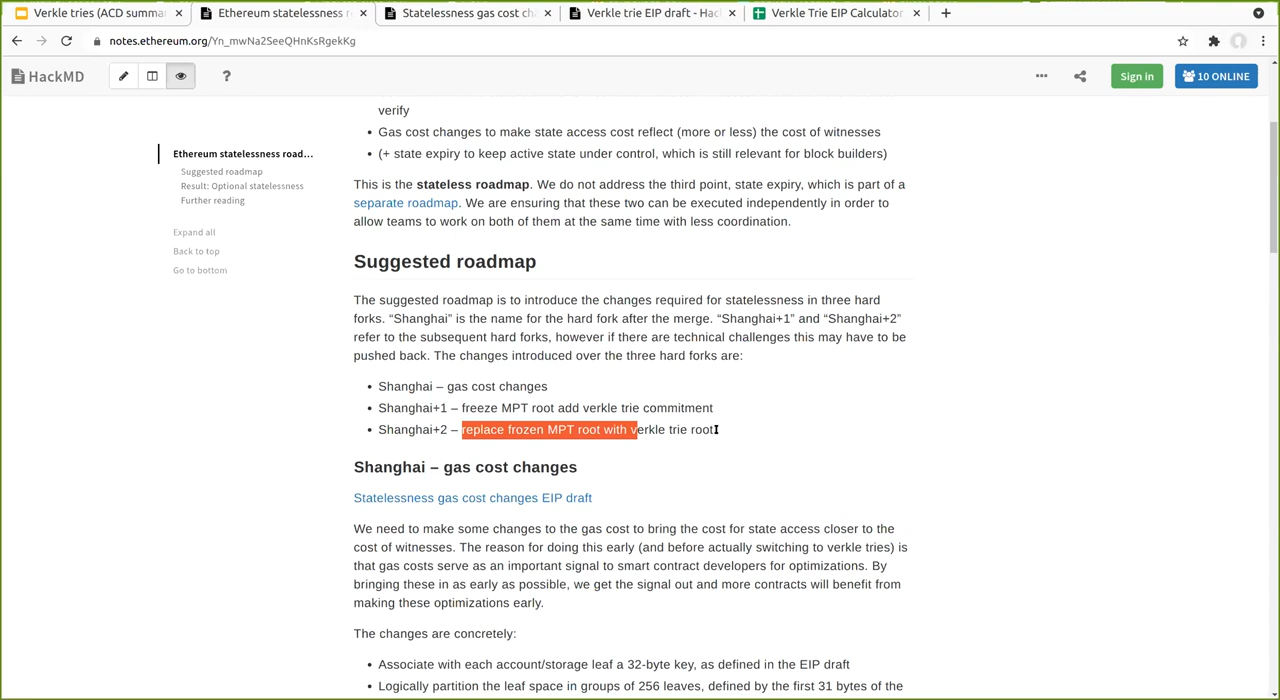 Verkle tries (ACD summa
Ethereum statelessness r
Statelessness gas cost ch
Verkle trie EIP draft - Hac
Verkle Trie EIP Calculator
notes.ethereum.org/Yn_mwNa2SeeQHnKsRgekKg
HackMD
?
Sign in
10 ONLINE
Ethereum statelessness road…
Suggested roadmap
Result: Optional statelessness
Further reading
Expand all
Back to top
Go to bottom
verify
• Gas cost changes to make state access cost reflect (more or less) the cost of witnesses
• (+ state expiry to keep active state under control, which is still relevant for block builders)
This is the stateless roadmap. We do not address the third point, state expiry, which is part of a
separate roadmap. We are ensuring that these two can be executed independently in order to
allow teams to work on both of them at the same time with less coordination.
Suggested roadmap
The suggested roadmap is to introduce the changes required for statelessness in three hard
forks. “Shanghai” is the name for the hard fork after the merge. “Shanghai+1” and “Shanghai+2”
refer to the subsequent hard forks, however if there are technical challenges this may have to be
pushed back. The changes introduced over the three hard forks are:
• Shanghai – gas cost changes
• Shanghai+1 – freeze MPT root add verkle trie commitment
• Shanghai+2 – replace frozen MPT root with verkle trie root
Shanghai – gas cost changes
Statelessness gas cost changes EIP draft
We need to make some changes to the gas cost to bring the cost for state access closer to the
cost of witnesses. The reason for doing this early (and before actually switching to verkle tries) is
that gas costs serve as an important signal to smart contract developers for optimizations. By
bringing these in as early as possible, we get the signal out and more contracts will benefit from
making these optimizations early.
The changes are concretely:
• Associate with each account/storage leaf a 32-byte key, as defined in the EIP draft
• Logically partition the leaf space in groups of 256 leaves, defined by the first 31 bytes of the